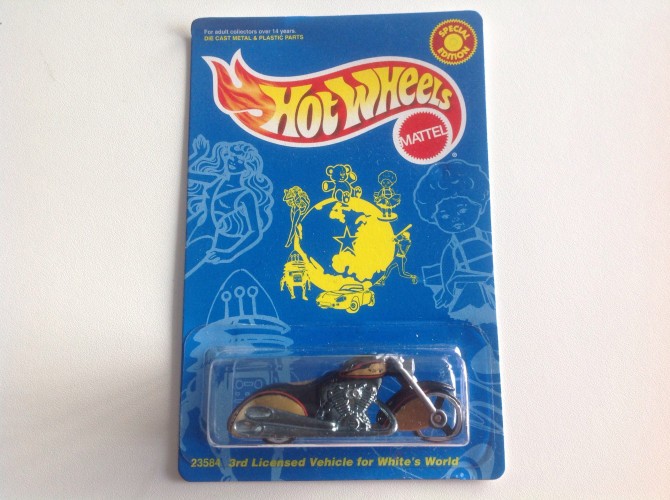 For adult collectors over 14 years.
DIE CAST METAL & PLASTIC PARTS
SPECIAL
EDITION
HOT WHEELS
MATTEL
®
23584 3rd Licensed Vehicle for White's World